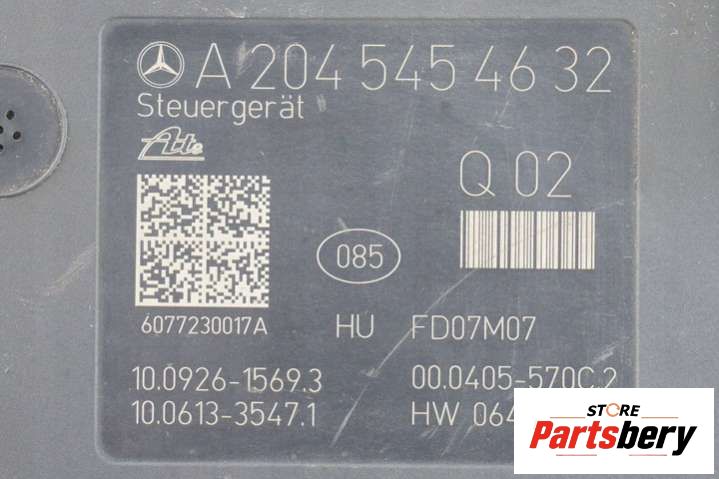 A 204 545 46 32
Steuergerät
Ate
Q 02
085
6077230017A
HU FD07M07
10.0926-1569.3 00.0405-570C.2
10.0613-3547.1 HW 064
STORE
Partsbery